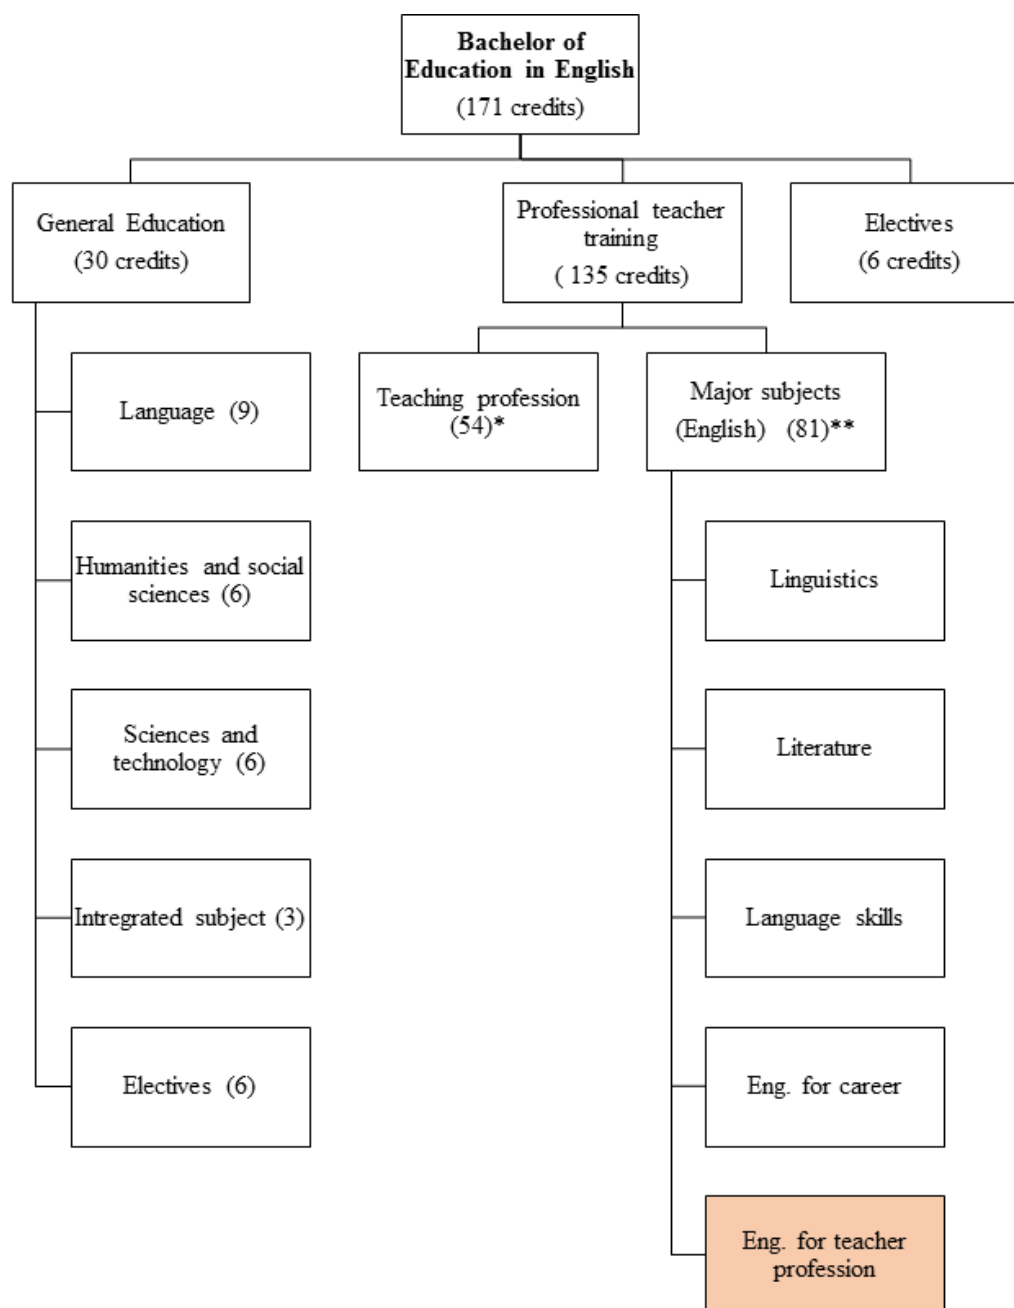 Bachelor of
Education in English
(171 credits)
General Education
(30 credits)
Professional teacher
training
( 135 credits)
Electives
(6 credits)
Language (9)
Humanities and social
sciences (6)
Sciences and
technology (6)
Intregrated subject (3)
Electives (6)
Teaching profession
(54)*
Major subjects
(English) (81)**
Linguistics
Literature
Language skills
Eng. for career
Eng. for teacher
profession